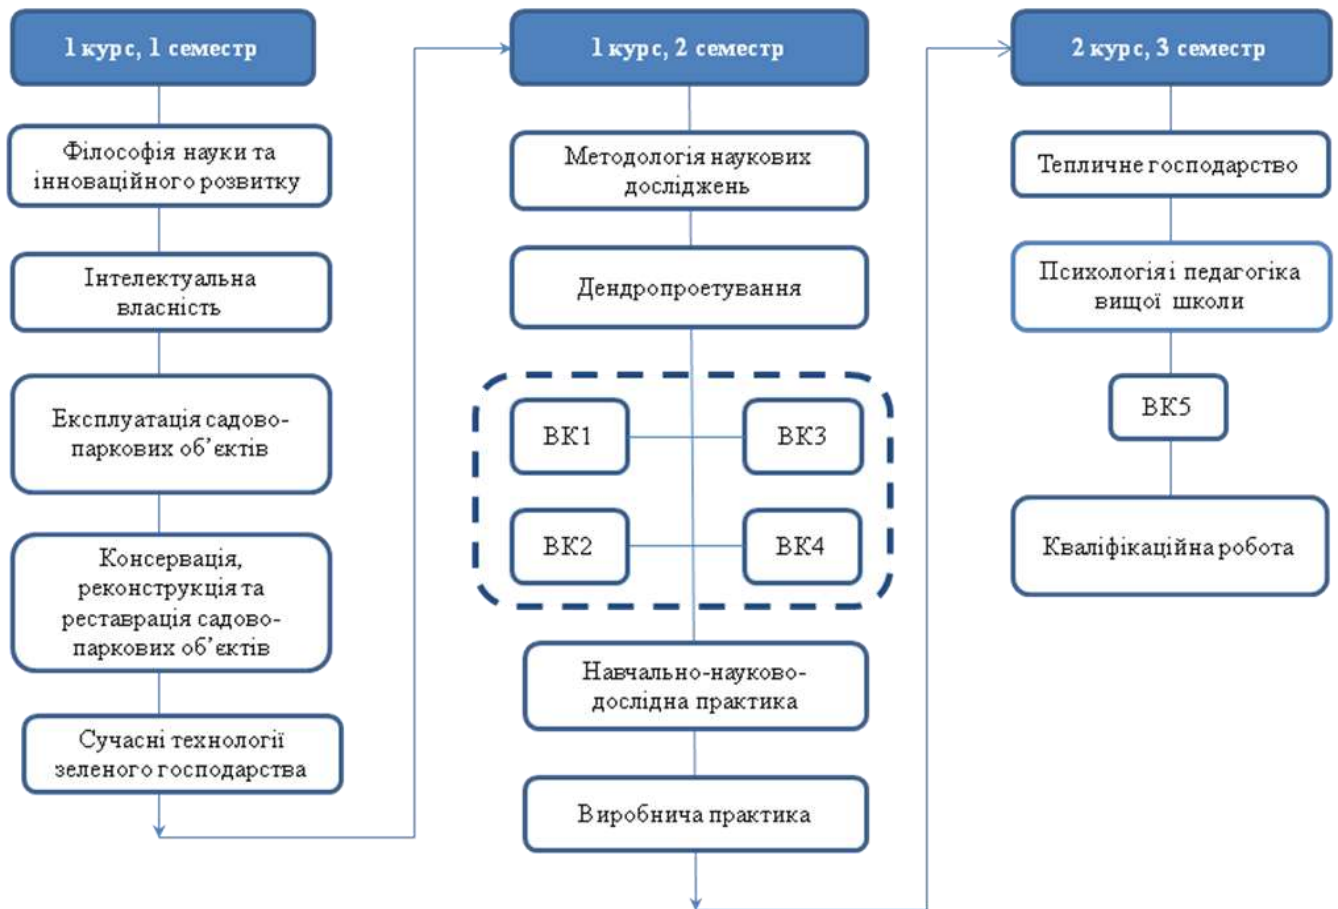 1 курс, 1 семестр
Філософія науки та
інноваційного розвитку
Інтелектуальна
власність
Експлуатація садово-
паркових об’єктів
Консервація,
реконструкція та
реставрація садово-
паркових об’єктів
Сучасні технології
зеленого господарства
1 курс, 2 семестр
Методологія наукових
досліджень
Дендропроетування
ВК1
ВК3
ВК2
ВК4
Навчально-науково-
дослідна практика
Виробнича практика
2 курс, 3 семестр
Тепличне господарство
Психологія і педагогіка
вищої школи
ВК5
Кваліфікаційна робота